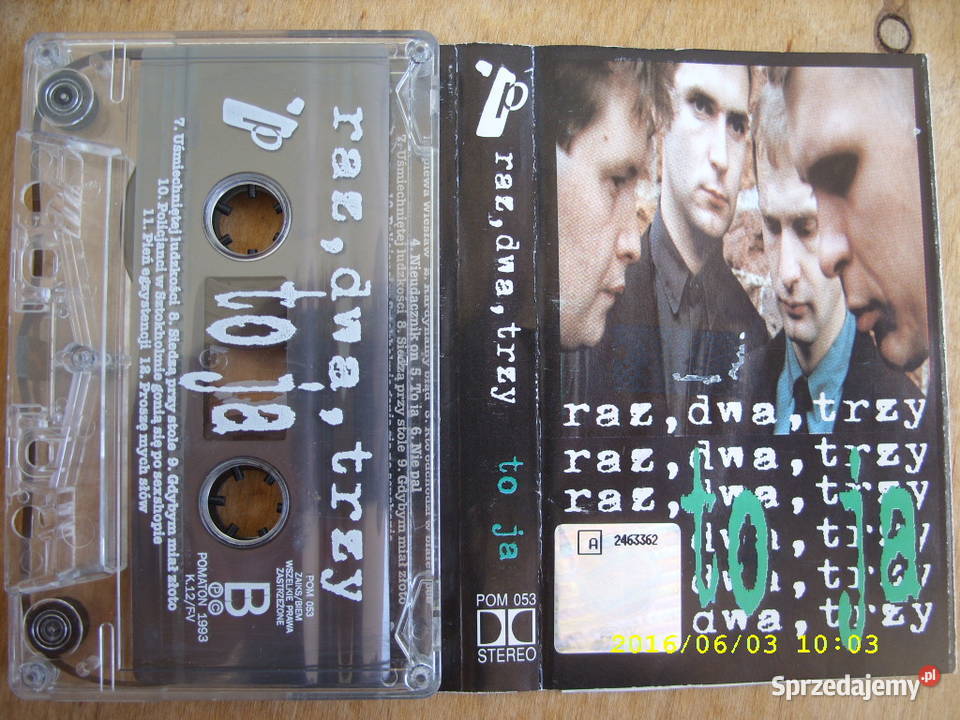 raz,dwa,trzy
to ja
7. Uśmiechniętej ludzkości 8. Siedzą przy stole 9. Gdybym miał złoto
10. Policjanci w Sztokholmie gonią się po sexshopie
11. Pień egzystencji 12. Proszę mych słów
POM 053
ZAIKS/BIEM
WSZELKIE PRAWA
ZASTRZEŻONE
B
POMATON 1993
K.12/F-V
4. Nieudacznik on 5. To ja 6. Nie pal
7. Uśmiechniętej ludzkości 8. Siedzą przy stole 9. Gdybym miał złoto
raz,dwa,trzy to ja
POM 053
STEREO
raz,dwa,trzy
raz,dwa,trzy
raz,dwa,trzy
to ja
dwa,trzy
A 2463362
2016/06/03 10:03
Sprzedajemy.pl